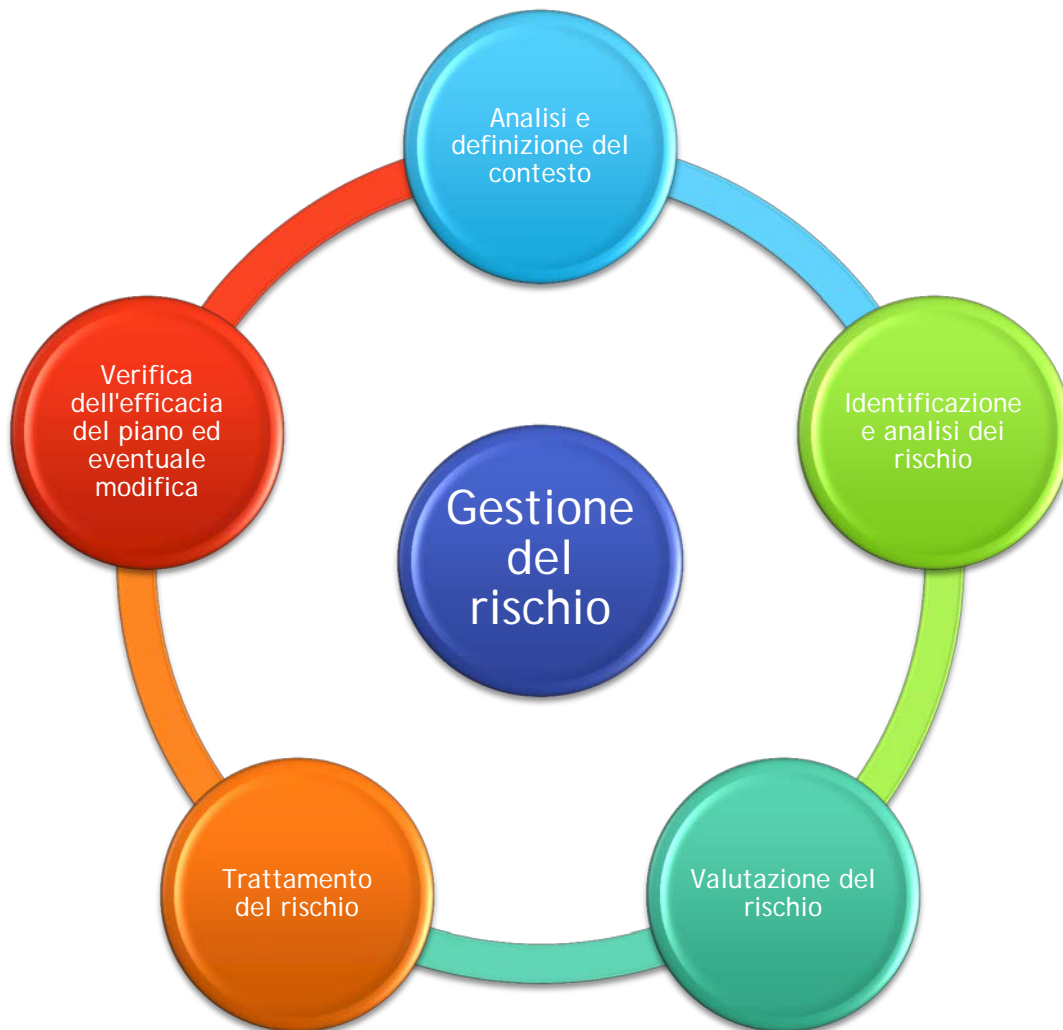 Analisi e
definizione del
contesto
Identificazione
e analisi dei
rischio
Valutazione del
rischio
Trattamento
del rischio
Verifica
dell'efficacia
del piano ed
eventuale
modifica
Gestione
del
rischio